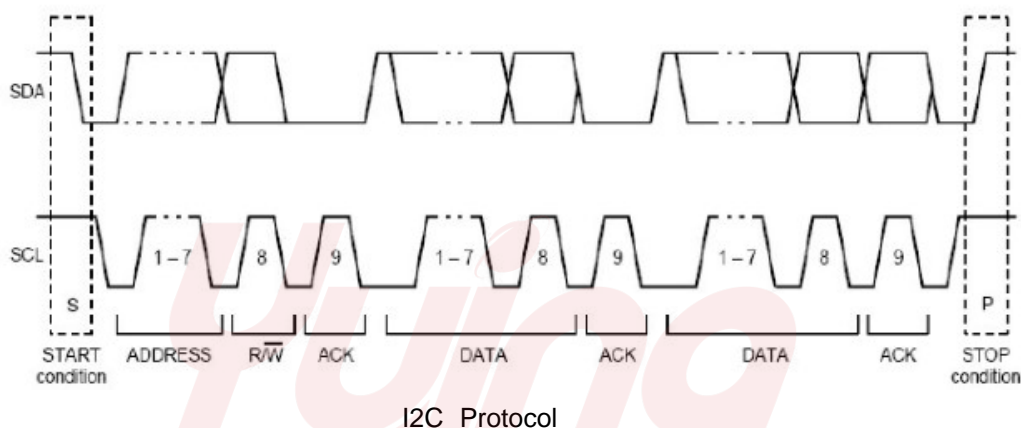 SDA
SCL
1–7 8 9 1–7 8 9 1–7 8 9
S P
START condition ADDRESS R/W̅ ACK DATA ACK DATA ACK STOP condition
Yuina
I2C Protocol